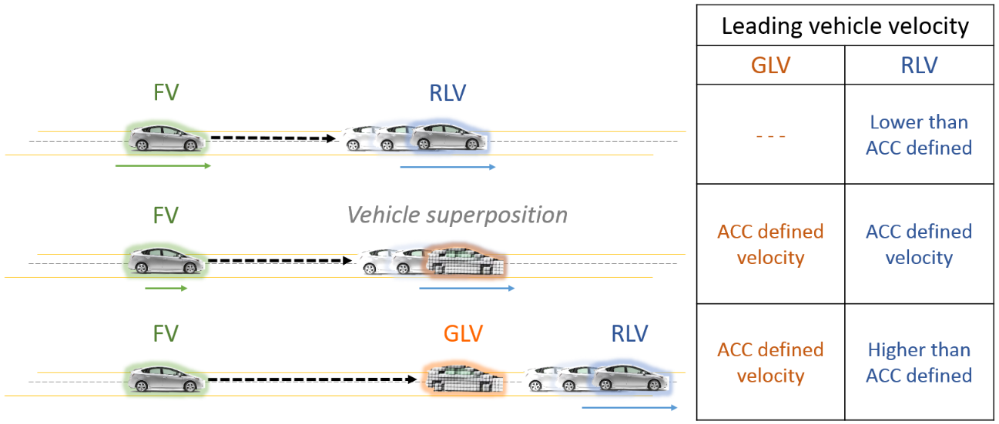 Leading vehicle velocity
GLV
RLV
FV
RLV
- - -
Lower than
ACC defined
FV
Vehicle superposition
ACC defined
velocity
ACC defined
velocity
FV
GLV
RLV
ACC defined
velocity
Higher than
ACC defined